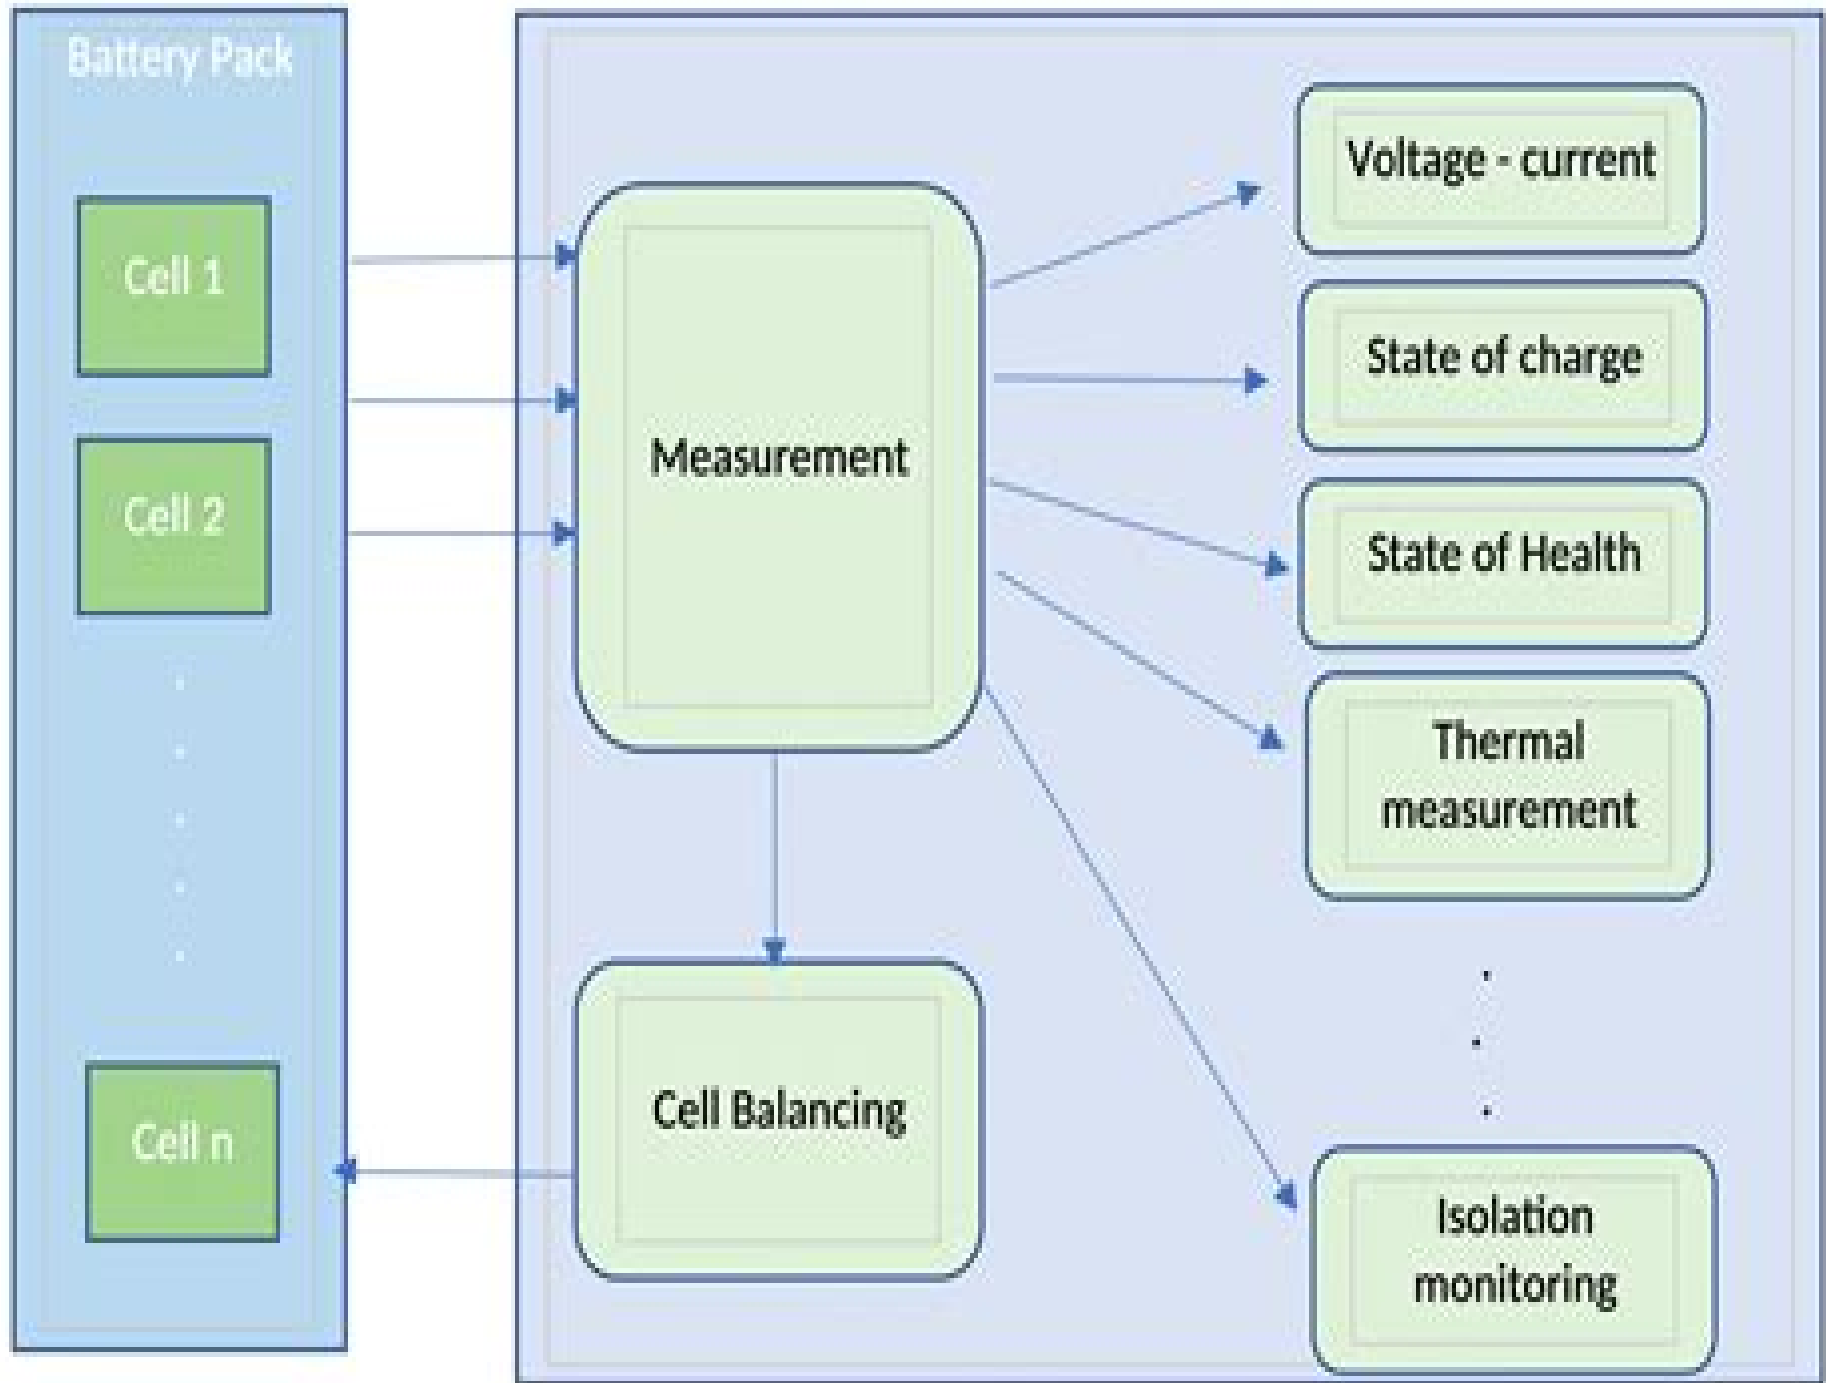 Battery Pack
Cell 1
Cell 2
Cell n
Measurement
Cell Balancing
Voltage - current
State of charge
State of Health
Thermal
measurement
Isolation
monitoring